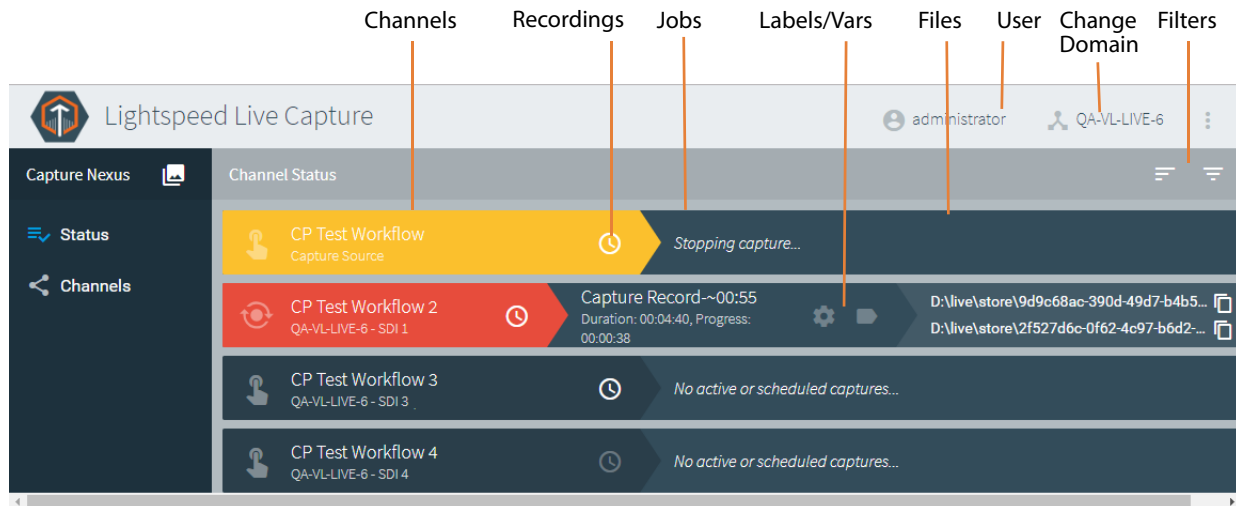 Channels Recordings Jobs Labels/Vars Files User Change Domain Filters
Lightspeed Live Capture
administrator
QA-VL-LIVE-6
Capture Nexus
Channel Status
Status
Channels
CP Test Workflow
Capture Source
Stopping capture...
CP Test Workflow 2
QA-VL-LIVE-6 - SDI 1
Capture Record-~00:55
Duration: 00:04:40, Progress:
00:00:38
D:\live\store\9d9c68ac-390d-49d7-b4b5...
D:\live\store\2f527d6c-0f62-4c97-b6d2-...
CP Test Workflow 3
QA-VL-LIVE-6 - SDI 3
No active or scheduled captures...
CP Test Workflow 4
QA-VL-LIVE-6 - SDI 4
No active or scheduled captures...